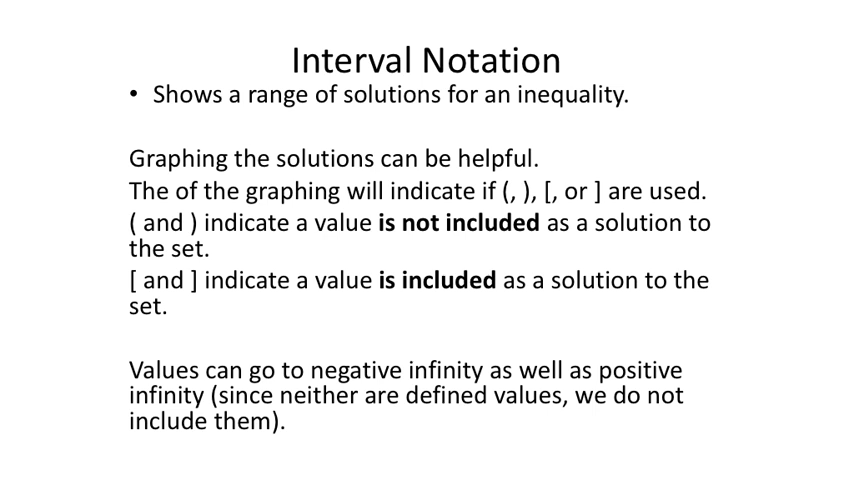 Interval Notation
• Shows a range of solutions for an inequality.
Graphing the solutions can be helpful.
The of the graphing will indicate if (, ), [, or ] are used.
( and ) indicate a value is not included as a solution to
the set.
[ and ] indicate a value is included as a solution to the
set.
Values can go to negative infinity as well as positive
infinity (since neither are defined values, we do not
include them).